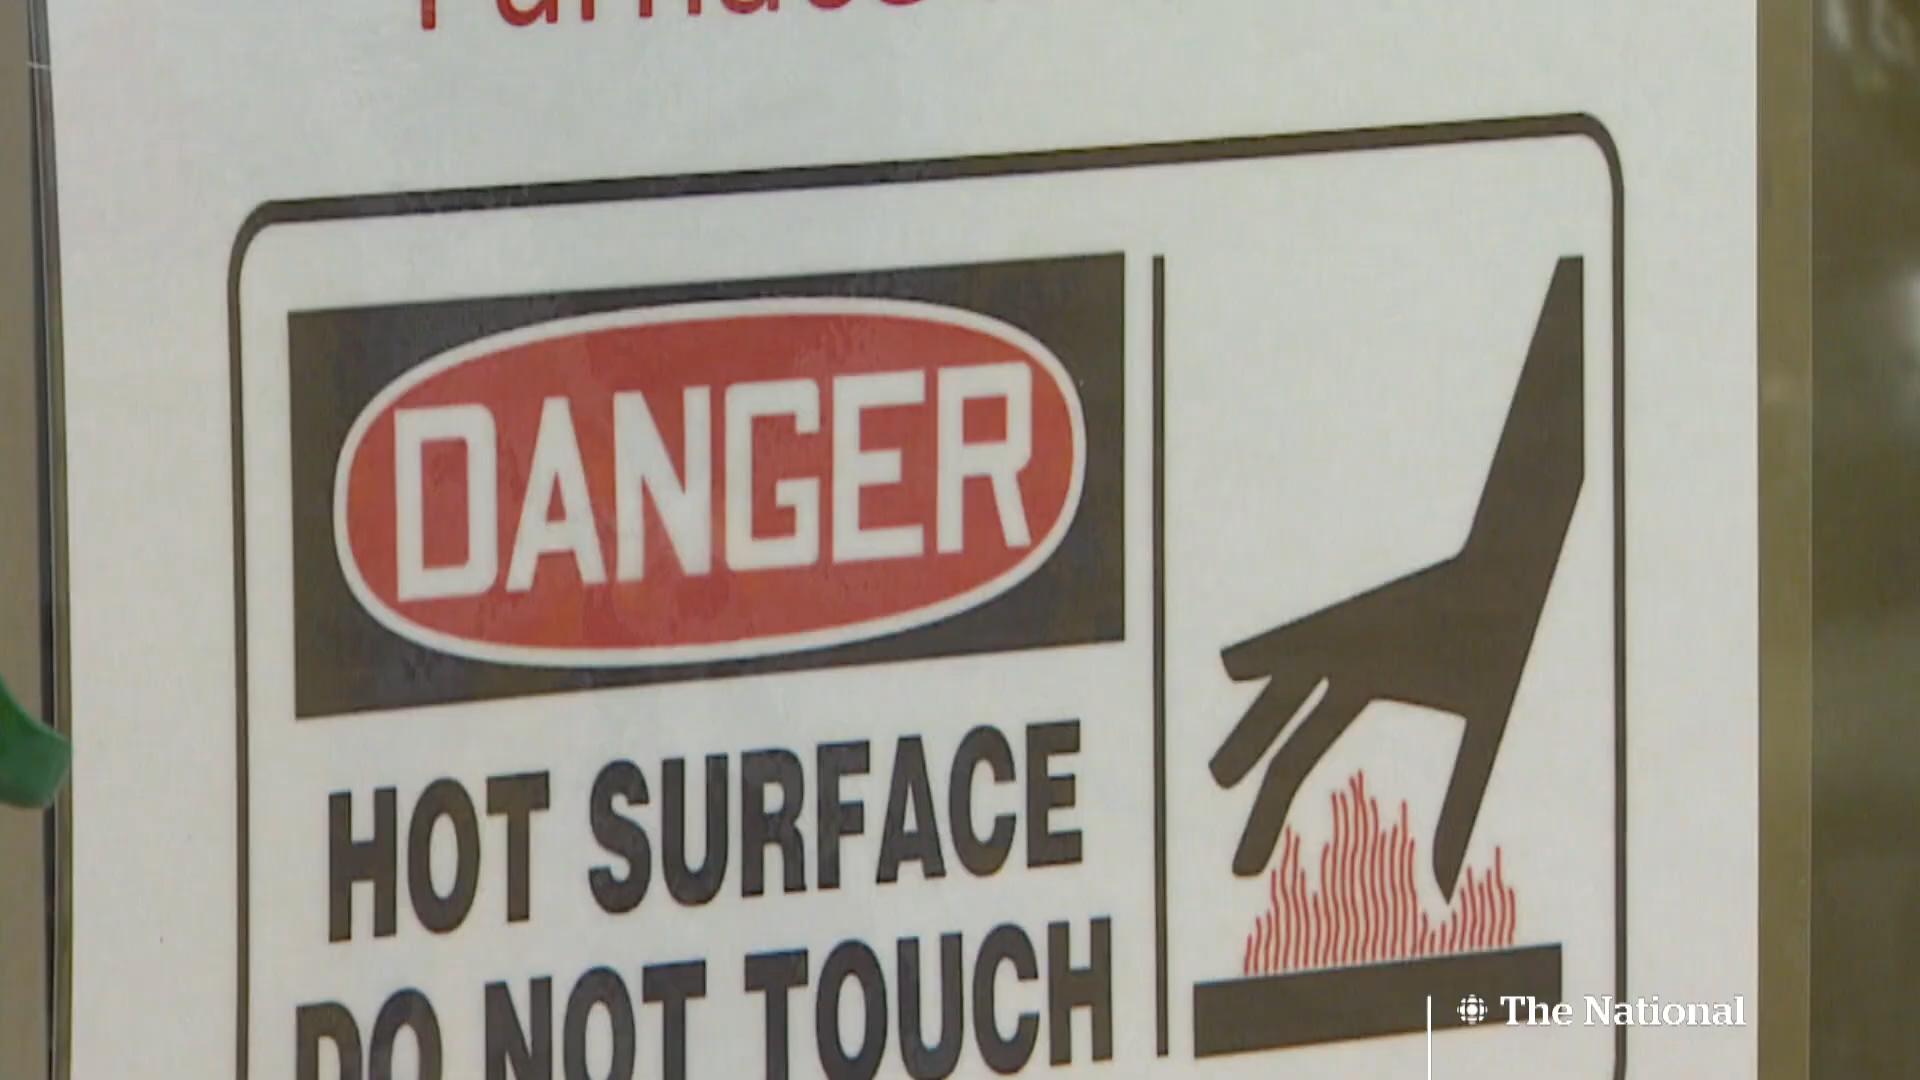 DANGER
HOT SURFACE
DO NOT TOUCH
The National